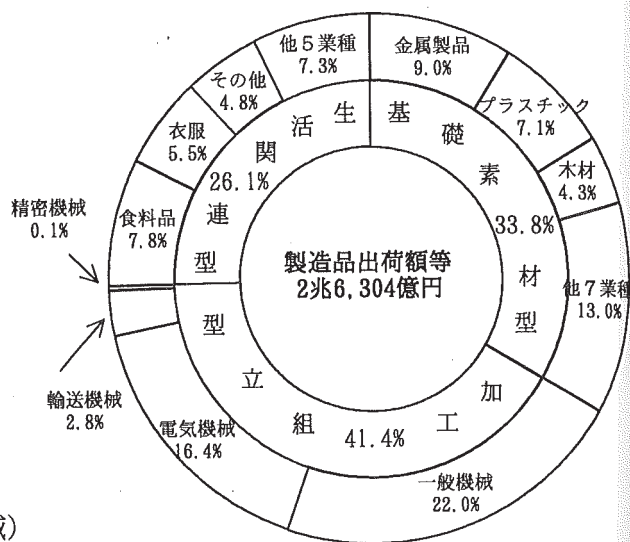 製造品出荷額等
2兆6,304億円
基礎素材型
33.8%
金属製品
9.0%
プラスチック
7.1%
木材
4.3%
他7業種
13.0%
加工組立型
41.4%
一般機械
22.0%
電気機械
16.4%
輸送機械
2.8%
精密機械
0.1%
生活関連型
26.1%
食料品
7.8%
衣服
5.5%
その他
4.8%
他5業種
7.3%